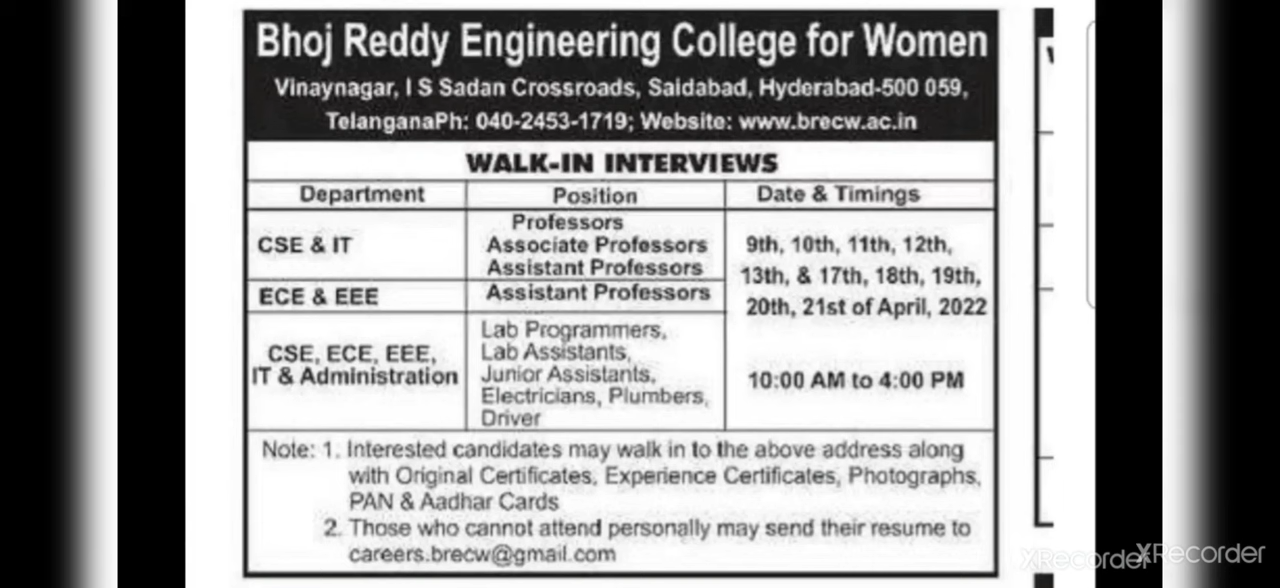 Bhoj Reddy Engineering College for Women
Vinaynagar, I S Sadan Crossroads, Saidabad, Hyderabad-500 059,
TelanganaPh: 040-2453-1719; Website: www.brecw.ac.in
WALK-IN INTERVIEWS
Department Position Date & Timings
CSE & IT
Professors
Associate Professors
Assistant Professors
ECE & EEE
Assistant Professors
CSE, ECE, EEE,
IT & Administration
Lab Programmers,
Lab Assistants,
Junior Assistants,
Electricians, Plumbers,
Driver
9th, 10th, 11th, 12th,
13th, & 17th, 18th, 19th,
20th, 21st of April, 2022
10:00 AM to 4:00 PM
Note: 1. Interested candidates may walk in to the above address along
with Original Certificates, Experience Certificates, Photographs,
PAN & Aadhar Cards
2. Those who cannot attend personally may send their resume to
careers.brecw@gmail.com
XRecorder
XRecorder